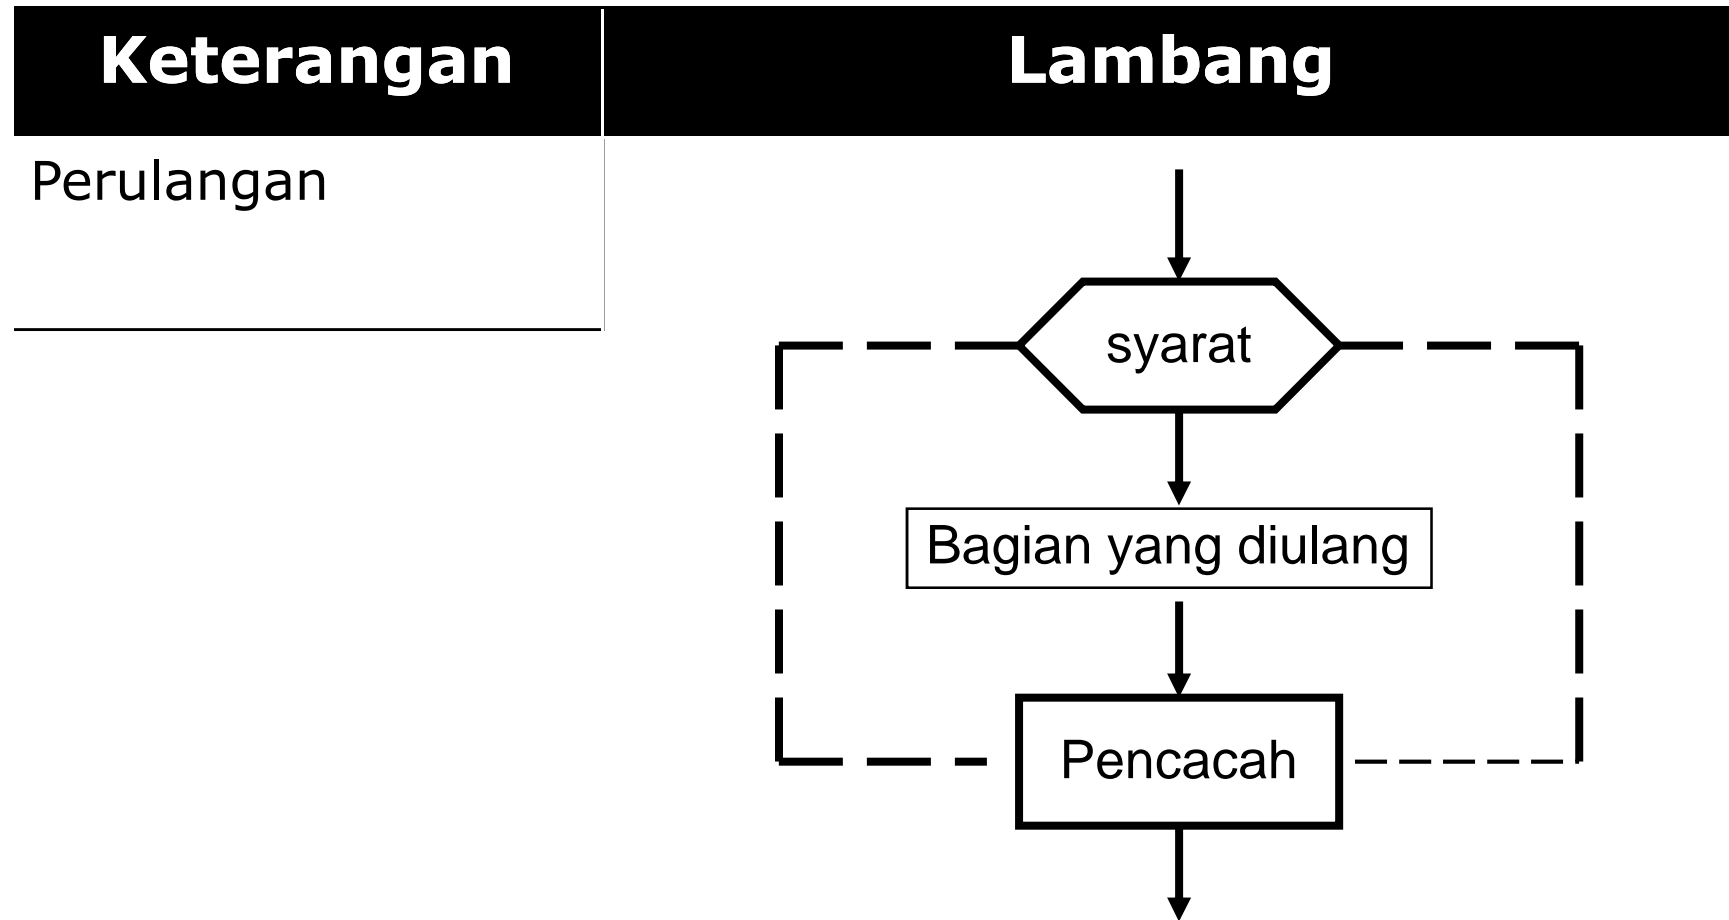 Keterangan
Lambang
Perulangan
syarat
Bagian yang diulang
Pencacah